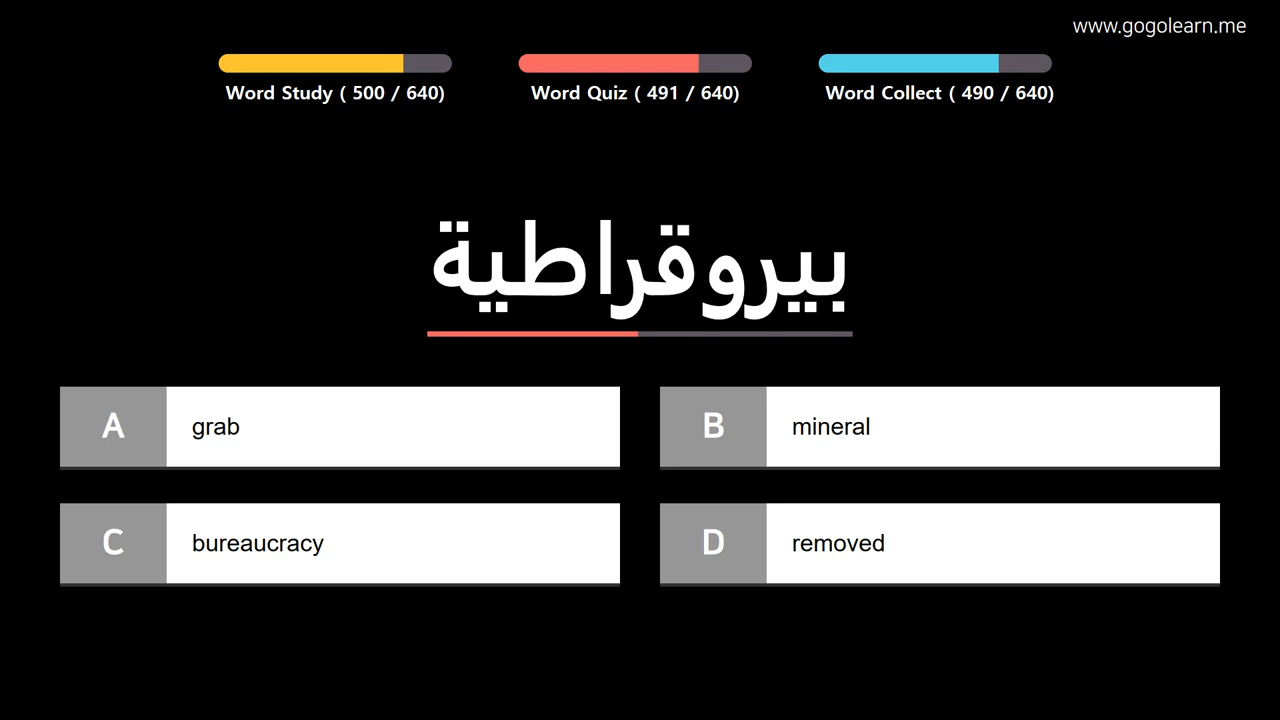 www.gogolearn.me
Word Study ( 500 / 640)
Word Quiz ( 491 / 640)
Word Collect ( 490 / 640)
بيروقراطية
A grab
B mineral
C bureaucracy
D removed